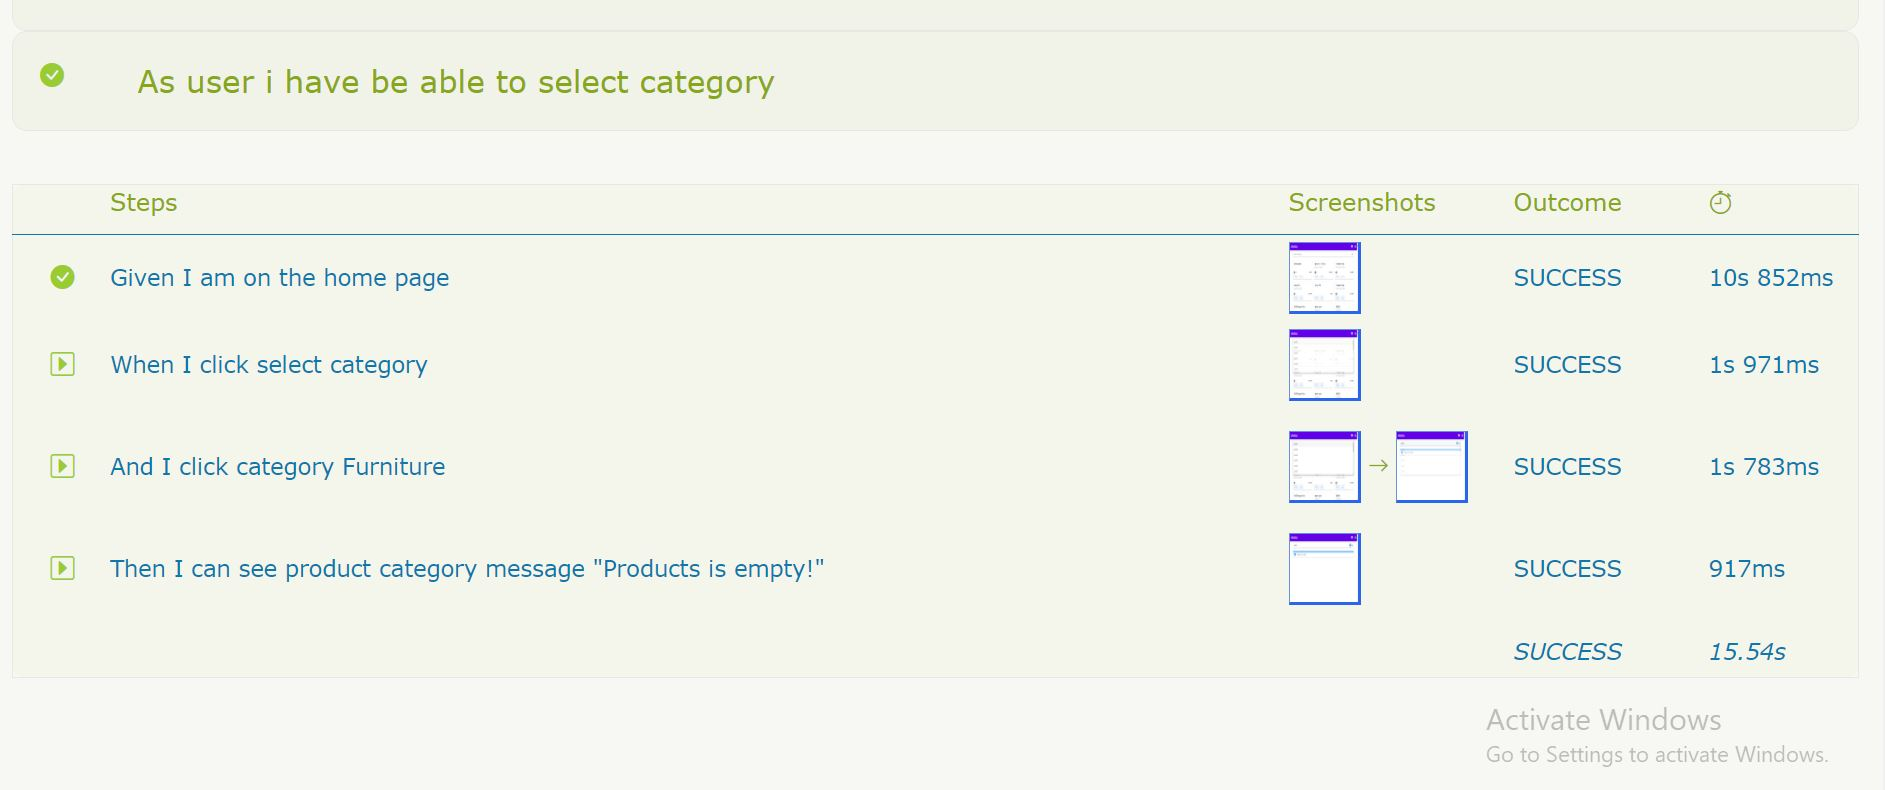 As user i have be able to select category
Steps Screenshots Outcome
Given I am on the home page SUCCESS 10s 852ms
When I click select category SUCCESS 1s 971ms
And I click category Furniture SUCCESS 1s 783ms
Then I can see product category message "Products is empty!" SUCCESS 917ms
SUCCESS 15.54s
Activate Windows
Go to Settings to activate Windows.